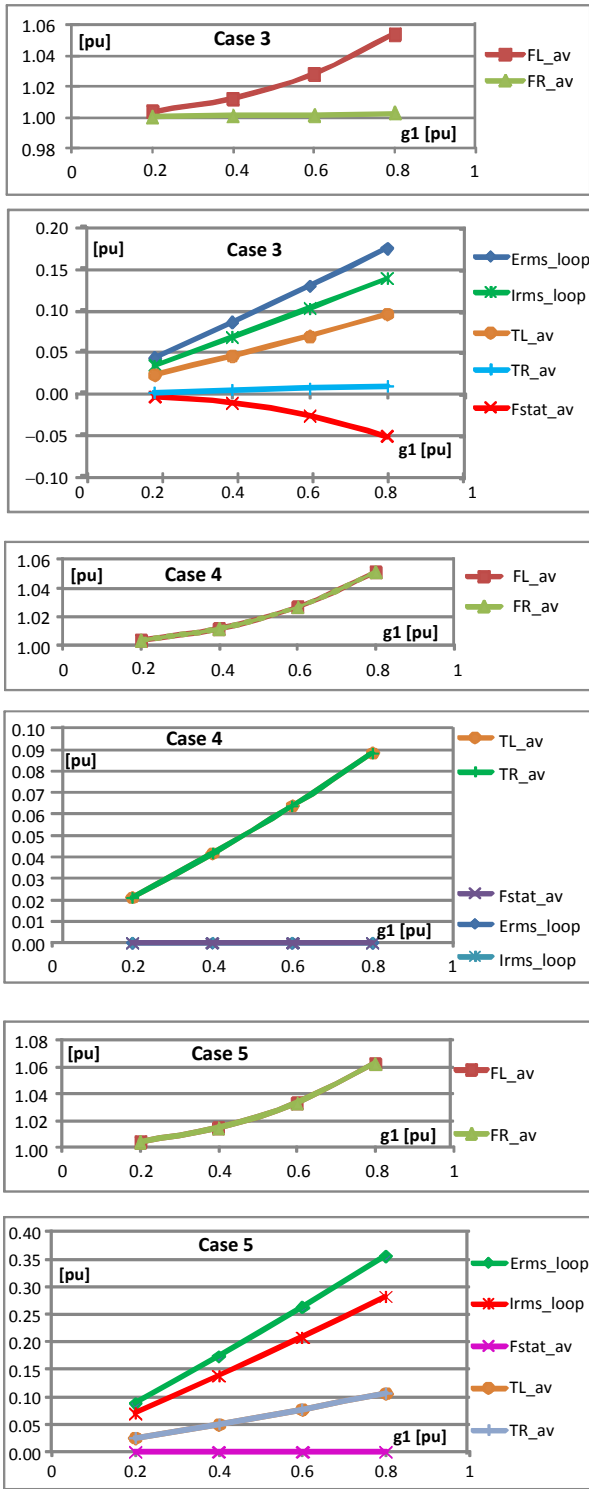 1.06
[pu]
Case 3
FL_av
1.04
FR_av
1.02
1.00
g1 [pu]
0.98
0 0.2 0.4 0.6 0.8 1
0.20
[pu]
Case 3
Erms_loop
0.15
Irms_loop
0.10
TL_av
0.05
TR_av
0.00
Fstat_av
−0.05
g1 [pu]
−0.10
0 0.2 0.4 0.6 0.8 1
1.06
[pu]
Case 4
FL_av
1.04
FR_av
1.02
g1 [pu]
1.00
0 0.2 0.4 0.6 0.8 1
0.10
Case 4
TL_av
0.09
[pu]
TR_av
0.08
0.07
0.06
0.05
0.04
0.03
0.02
Fstat_av
0.01
g1 [pu]
Erms_loop
0.00
Irms_loop
0 0.2 0.4 0.6 0.8 1
1.08
[pu]
Case 5
1.06
FL_av
1.04
1.02
g1 [pu]
FR_av
1.00
0 0.2 0.4 0.6 0.8 1
0.40
Case 5
0.35
Erms_loop
[pu]
0.30
Irms_loop
0.25
0.20
Fstat_av
0.15
0.10
TL_av
0.05
g1 [pu]
TR_av
0.00
0 0.2 0.4 0.6 0.8 1